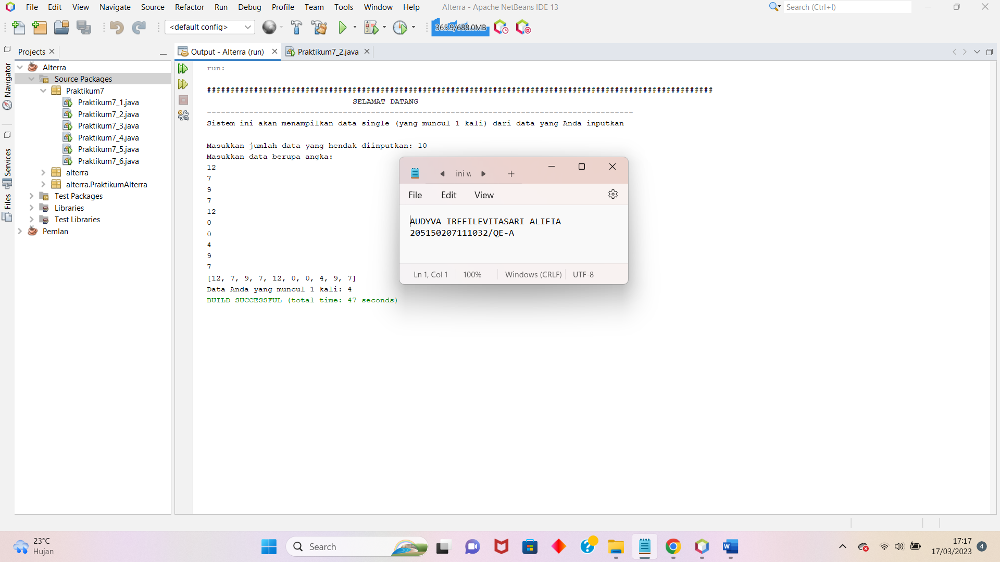 File Edit View Navigate Source Refactor Run Debug Profile Team Tools Window Help Alterra - Apache NetBeans IDE 13 Search (Ctrl+I)
<default config> 365.9/688.0MB
Projects Output - Alterra (run) Praktikum7_2.java
Navigator
Services
Files
Alterra
Source Packages
Praktikum7
Praktikum7_1.java
Praktikum7_2.java
Praktikum7_3.java
Praktikum7_4.java
Praktikum7_5.java
Praktikum7_6.java
alterra
alterra.PraktikumAlterra
Test Packages
Libraries
Test Libraries
Pemlan
run:
SELAMAT DATANG
Sistem ini akan menampilkan data single (yang muncul 1 kali) dari data yang Anda inputkan
Masukkan jumlah data yang hendak diinputkan: 10
Masukkan data berupa angka:
12
7
9
7
12
0
0
4
9
7
[12, 7, 9, 7, 12, 0, 0, 4, 9, 7]
Data Anda yang muncul 1 kali: 4
BUILD SUCCESSFUL (total time: 47 seconds)
ini w
File Edit View
AUDYVA IREFILEVITASARI ALIFIA
205150207111032/QE-A
Ln 1, Col 1 100% Windows (CRLF) UTF-8
23°C
Hujan
Search
17:17
17/03/2023
4